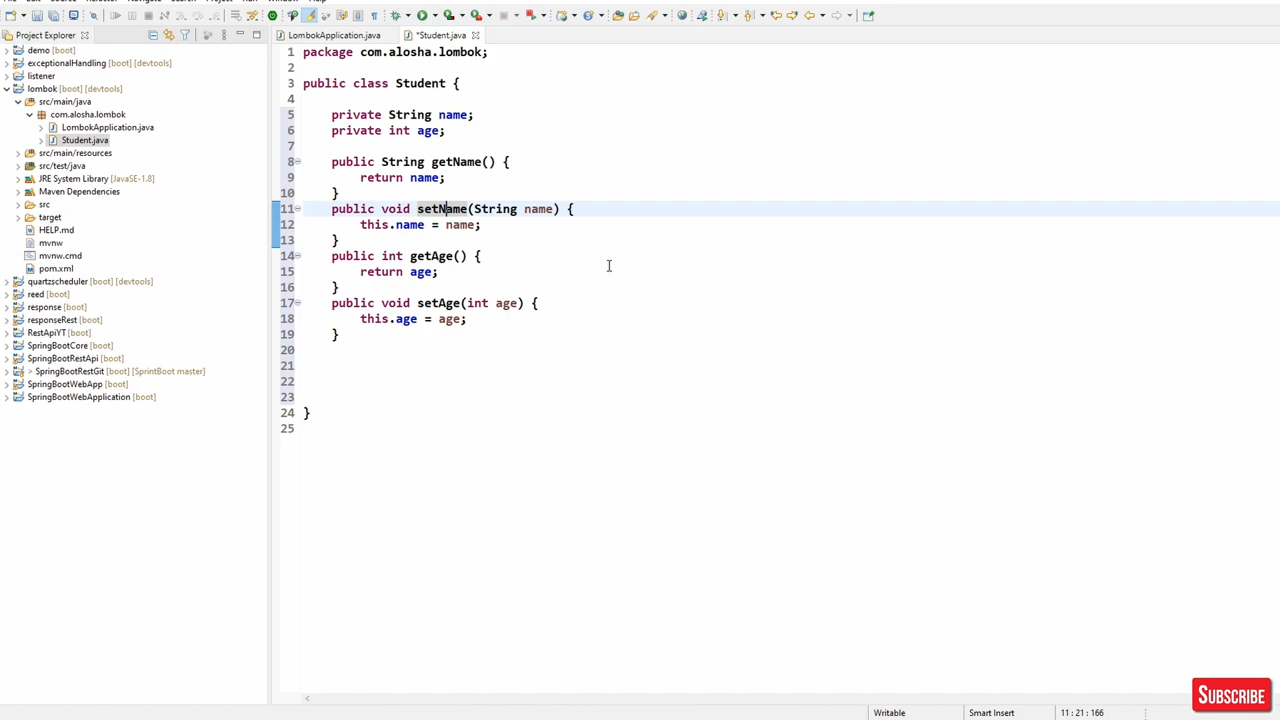 Project Explorer
LombokApplication.java
*Student.java
demo [boot]
exceptionalHandling [boot] [devtools]
listener
lombok [boot] [devtools]
src/main/java
com.alosha.lombok
LombokApplication.java
Student.java
src/main/resources
src/test/java
JRE System Library [JavaSE-1.8]
Maven Dependencies
src
target
HELP.md
mvnw
mvnw.cmd
pom.xml
quartzscheduler [boot] [devtools]
reed [boot]
response [boot]
responseRest [boot]
RestApiYT [boot]
SpringBootCore [boot]
SpringBootRestApi [boot]
> SpringBootRestGit [boot] [SprintBoot master]
SpringBootWebApp [boot]
SpringBootWebApplication [boot]
1 package com.alosha.lombok;
2
3 public class Student {
4
5 private String name;
6 private int age;
7
8 public String getName() {
9 return name;
10 }
11 public void setName(String name) {
12 this.name = name;
13 }
14 public int getAge() {
15 return age;
16 }
17 public void setAge(int age) {
18 this.age = age;
19 }
20
21
22
23
24 }
25
Writable
Smart Insert
11 : 21 : 166
SUBSCRIBE